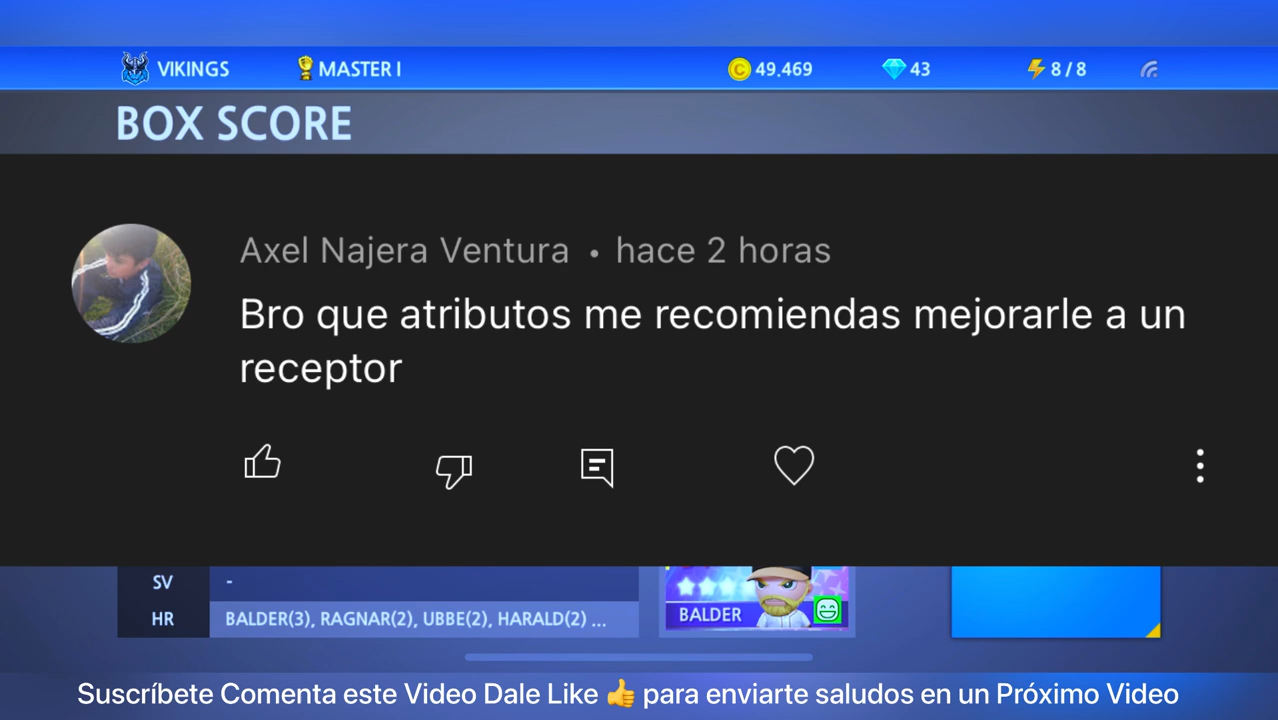 VIKINGS MASTER I 49.469 43 8 / 8
BOX SCORE
Axel Najera Ventura • hace 2 horas
Bro que atributos me recomiendas mejorarle a un
receptor
SV -
HR BALDER(3), RAGNAR(2), UBBE(2), HARALD(2) ...
BALDER
Suscríbete Comenta este Video Dale Like 👍 para enviarte saludos en un Próximo Video